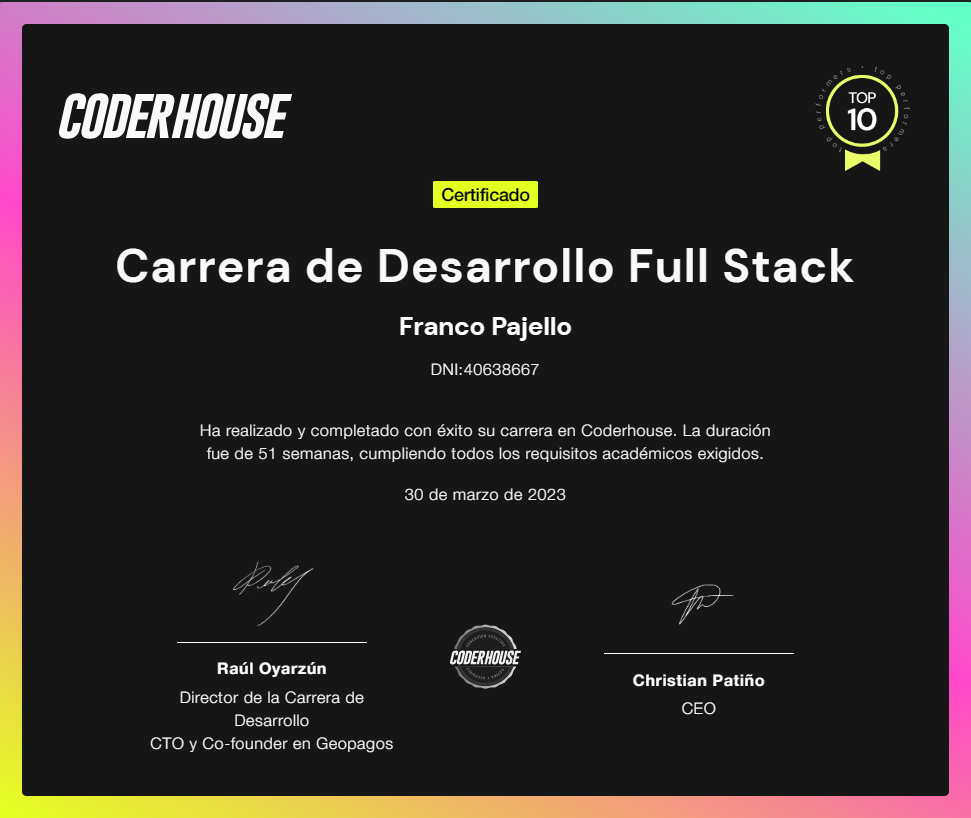 CODERHOUSE
top performers • top performers
top performers
TOP
10
Certificado
Carrera de Desarrollo Full Stack
Franco Pajello
DNI:40638667
Ha realizado y completado con éxito su carrera en Coderhouse. La duración
fue de 51 semanas, cumpliendo todos los requisitos académicos exigidos.
30 de marzo de 2023
Raúl Oyarzún
Director de la Carrera de
Desarrollo
CTO y Co-founder en Geopagos
CODERHOUSE
Christian Patiño
CEO